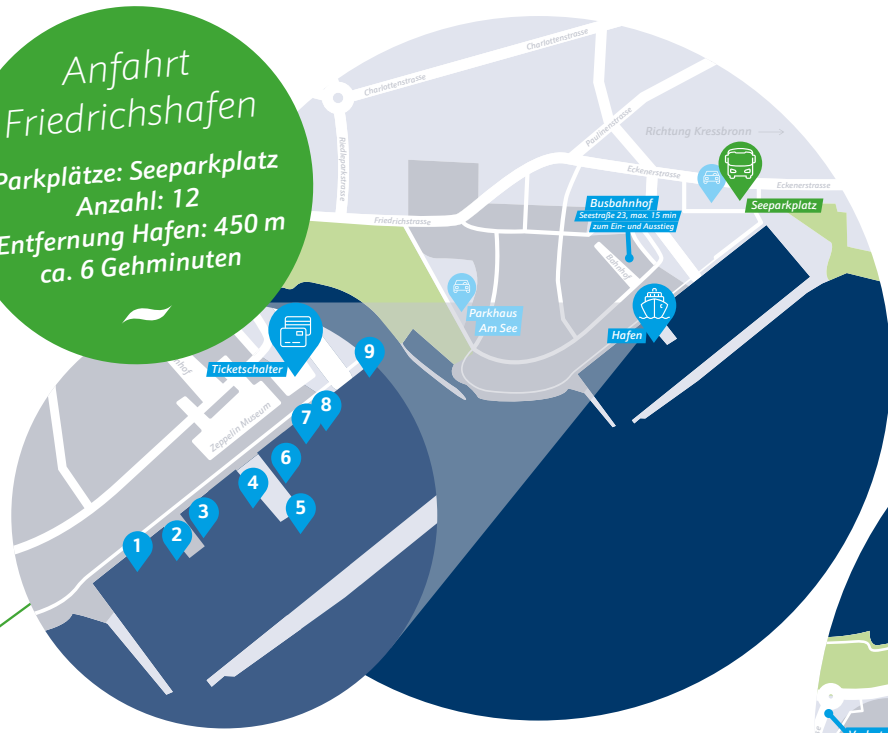 Anfahrt
Friedrichshafen
Parkplätze: Seeparkplatz
Anzahl: 12
Entfernung Hafen: 450 m
ca. 6 Gehminuten
Charlottenstrasse
Charlottenstrasse
Riedleparkstrasse
Paulinenstrasse
Richtung Kressbronn
Eckenerstrasse
Eckenerstrasse
Seeparkplatz
Busbahnhof
Seestraße 23, max. 15 min
zum Ein- und Ausstieg
Friedrichstrasse
Bahnhof
Parkhaus
Am See
Hafen
Ticketschalter
Zeppelin Museum
9
8
7
6
4
5
3
2
1